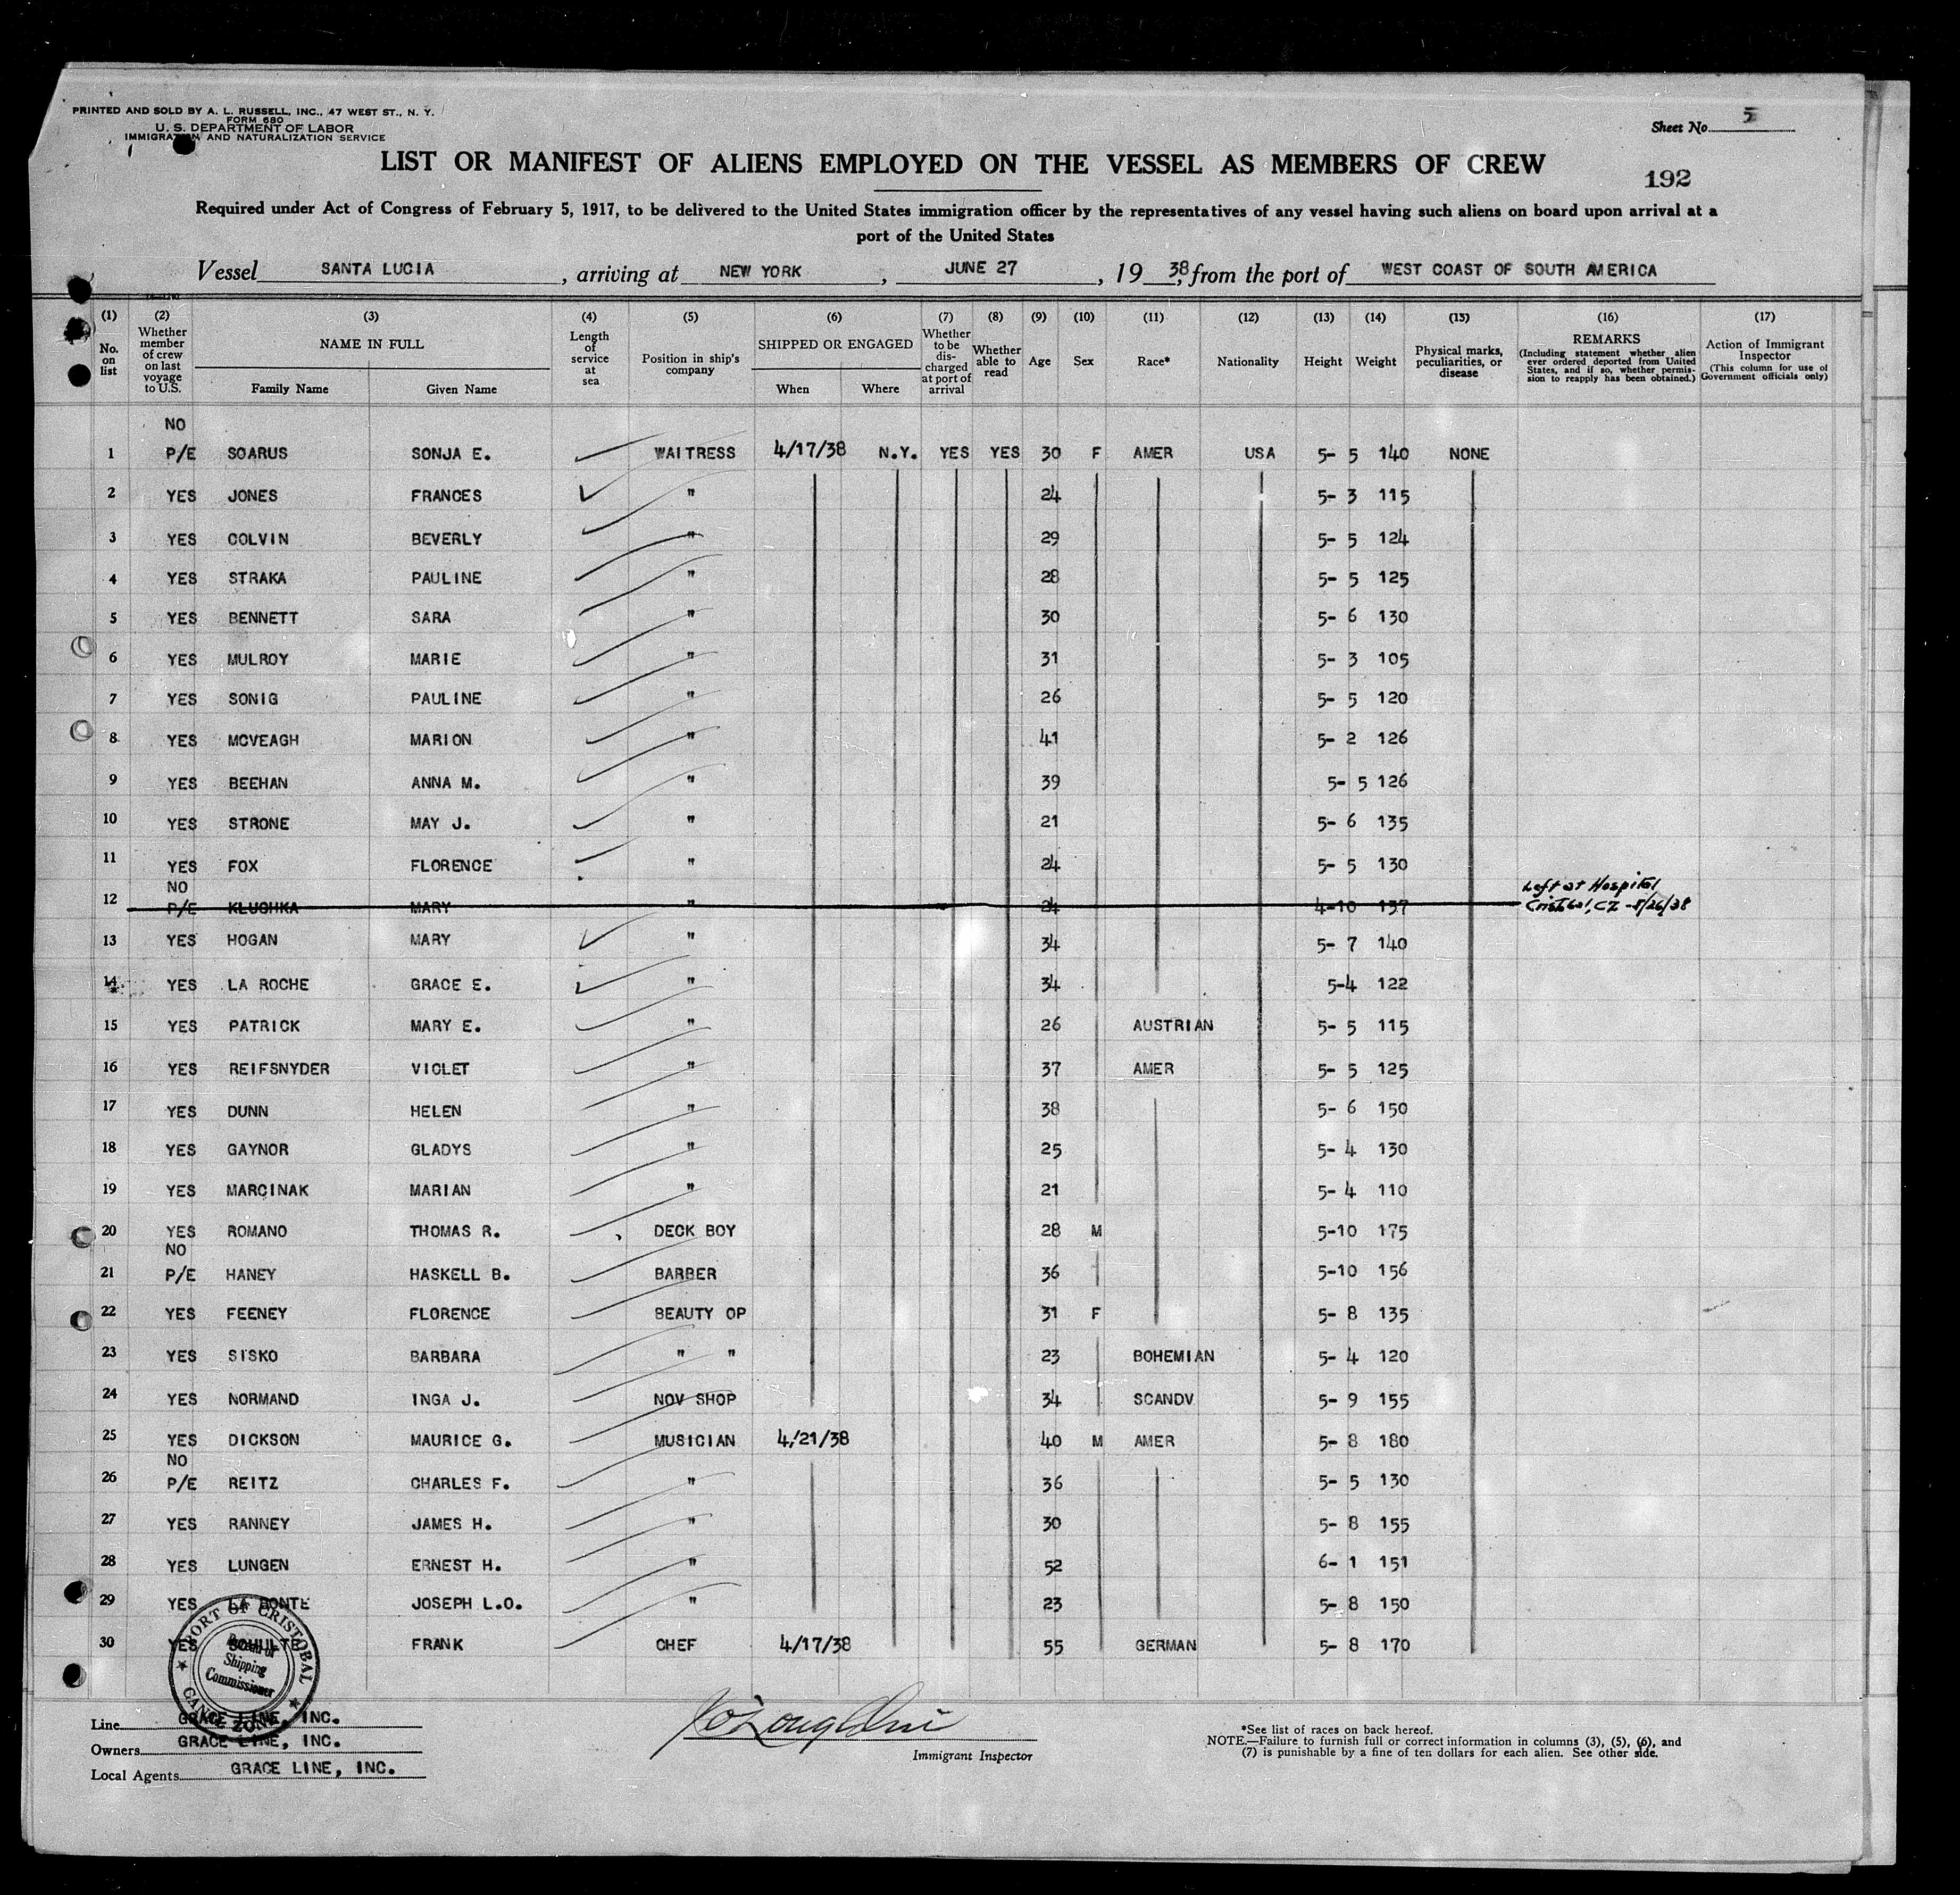 PRINTED AND SOLD BY A. L. RUSSELL, INC., 47 WEST ST., N. Y.
FORM 680
U. S. DEPARTMENT OF LABOR
IMMIGRATION AND NATURALIZATION SERVICE
Sheet No. 5
LIST OR MANIFEST OF ALIENS EMPLOYED ON THE VESSEL AS MEMBERS OF CREW
192
Required under Act of Congress of February 5, 1917, to be delivered to the United States immigration officer by the representatives of any vessel having such aliens on board upon arrival at a
port of the United States
Vessel SANTA LUCIA, arriving at NEW YORK, JUNE 27, 1938, from the port of WEST COAST OF SOUTH AMERICA
(1) (2) (3) (4) (5) (6) (7) (8) (9) (10) (11) (12) (13) (14) (15) (16) (17)
No. on list
Whether member of crew on last voyage to U.S.
NAME IN FULL
Family Name Given Name
Length of service at sea
Position in ship's company
SHIPPED OR ENGAGED
When Where
Whether to be discharged at port of arrival
Whether able to read
Age Sex Race* Nationality Height Weight
Physical marks, peculiarities, or disease
REMARKS
(Including statement whether alien ever ordered deported from United States, and if so, whether permission to reapply has been obtained.)
Action of Immigrant Inspector
(This column for use of Government officials only)
NO
1 P/E SOARUS SONJA E. WAITRESS 4/17/38 N.Y. YES YES 30 F AMER USA 5- 5 140 NONE
2 YES JONES FRANCES " 24 5- 3 115
3 YES COLVIN BEVERLY " 29 5- 5 124
4 YES STRAKA PAULINE " 28 5- 5 125
5 YES BENNETT SARA " 30 5- 6 130
6 YES MULROY MARIE " 31 5- 3 105
7 YES SONIG PAULINE " 26 5- 5 120
8 YES MCVEAGH MARION " 41 5- 2 126
9 YES BEEHAN ANNA M. " 39 5- 5 126
10 YES STRONE MAY J. " 21 5- 6 135
11 YES FOX FLORENCE " 24 5- 5 130
NO Left at Hospital
12 P/E KLUCHKA MARY " 24 4-10 137 Cristobal, CZ
13 YES HOGAN MARY " 34 5- 7 140
14 YES LA ROCHE GRACE E. " 34 5-4 122
15 YES PATRICK MARY E. " 26 AUSTRIAN 5- 5 115
16 YES REIFSNYDER VIOLET " 37 AMER 5- 5 125
17 YES DUNN HELEN " 38 5- 6 150
18 YES GAYNOR GLADYS " 25 5- 4 130
19 YES MARCINAK MARIAN " 21 5- 4 110
20 YES ROMANO THOMAS R. DECK BOY 28 M 5-10 175
NO
21 P/E HANEY HASKELL B. BARBER 36 5-10 156
22 YES FEENEY FLORENCE BEAUTY OP 31 F 5- 8 135
23 YES SISKO BARBARA " " 23 BOHEMIAN 5- 4 120
24 YES NORMAND INGA J. NOV SHOP 34 SCANDV 5- 9 155
25 YES DICKSON MAURICE G. MUSICIAN 4/21/38 40 M AMER 5- 8 180
NO
26 P/E REITZ CHARLES F. " 36 5- 5 130
27 YES RANNEY JAMES H. " 30 5- 8 155
28 YES LUNGEN ERNEST H. " 52 6- 1 151
29 YES LA BONTE JOSEPH L.O. " 23 5- 8 150
30 YES SCHULTE FRANK CHEF 4/17/38 55 GERMAN 5- 8 170
PORT OF CRISTOBAL
Shipping
Commissioner
CANAL ZONE
Line GRACE LINE, INC.
Owners GRACE LINE, INC.
Local Agents GRACE LINE, INC.
Immigrant Inspector
*See list of races on back hereof.
NOTE.—Failure to furnish full or correct information in columns (3), (5), (6), and
(7) is punishable by a fine of ten dollars for each alien. See other side.